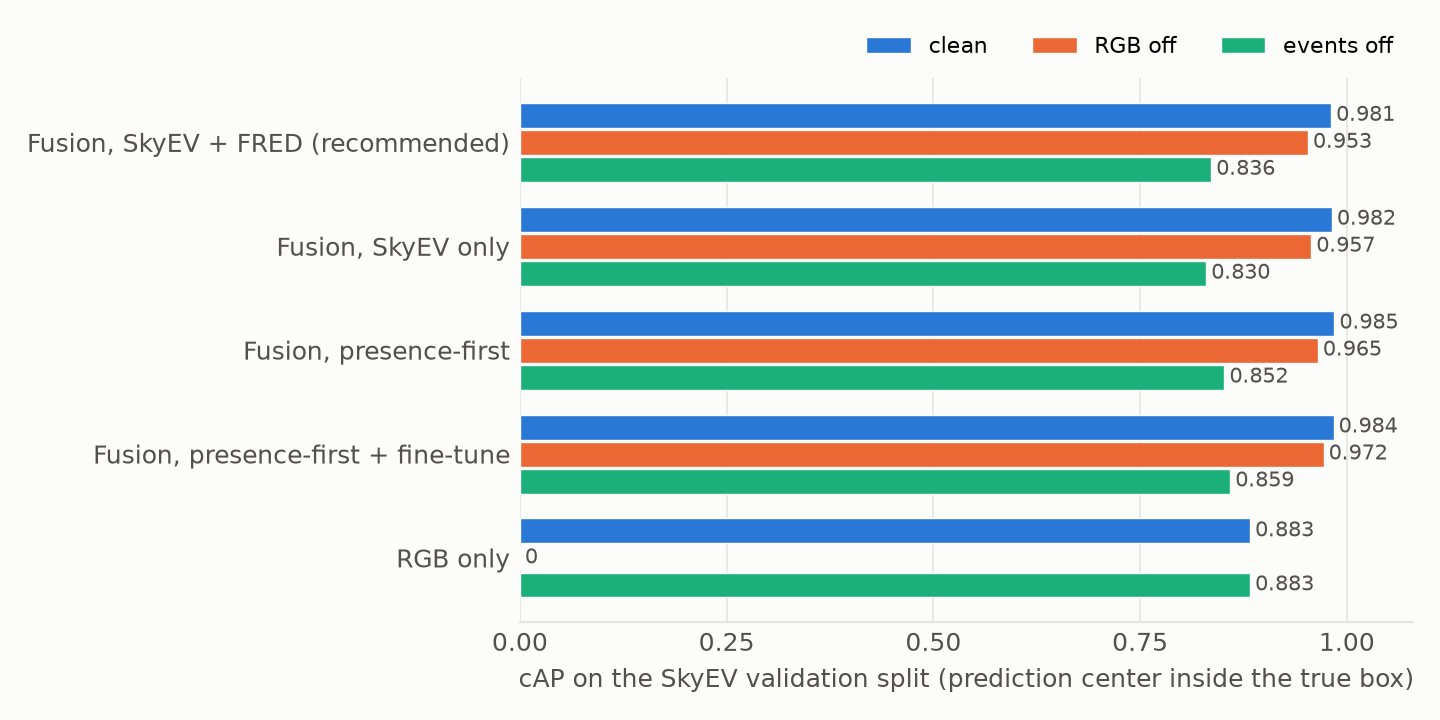 clean RGB off events off
Fusion, SkyEV + FRED (recommended) 0.981 0.953 0.836
Fusion, SkyEV only 0.982 0.957 0.830
Fusion, presence-first 0.985 0.965 0.852
Fusion, presence-first + fine-tune 0.984 0.972 0.859
RGB only 0.883 0 0.883
0.00 0.25 0.50 0.75 1.00
cAP on the SkyEV validation split (prediction center inside the true box)